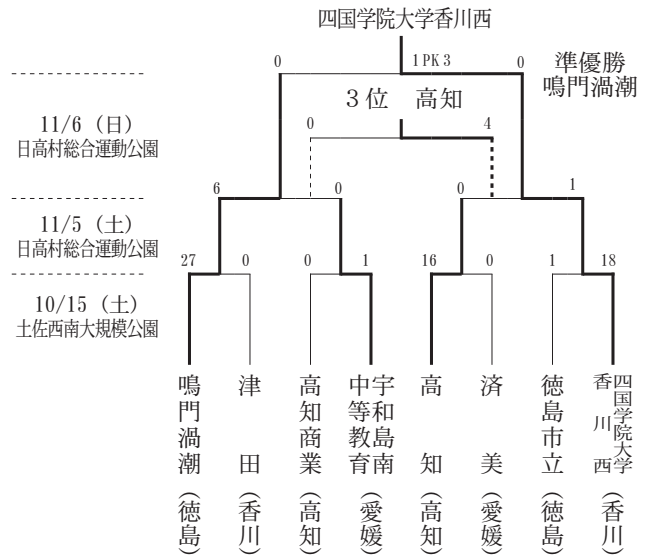 四国学院大学香川西
0 1 PK 3 0
準優勝
鳴門渦潮
3位 高知
0 4
11/6 (日)
日高村総合運動公園
6 0 0 1
11/5 (土)
日高村総合運動公園
27 0 0 1 16 0 1 18
10/15 (土)
土佐西南大規模公園
鳴門渦潮(徳島)
津田(香川)
高知商業(高知)
宇和島南
中等教育(愛媛)
高知(高知)
済美(愛媛)
徳島市立(徳島)
四国学院大学
香川西(香川)